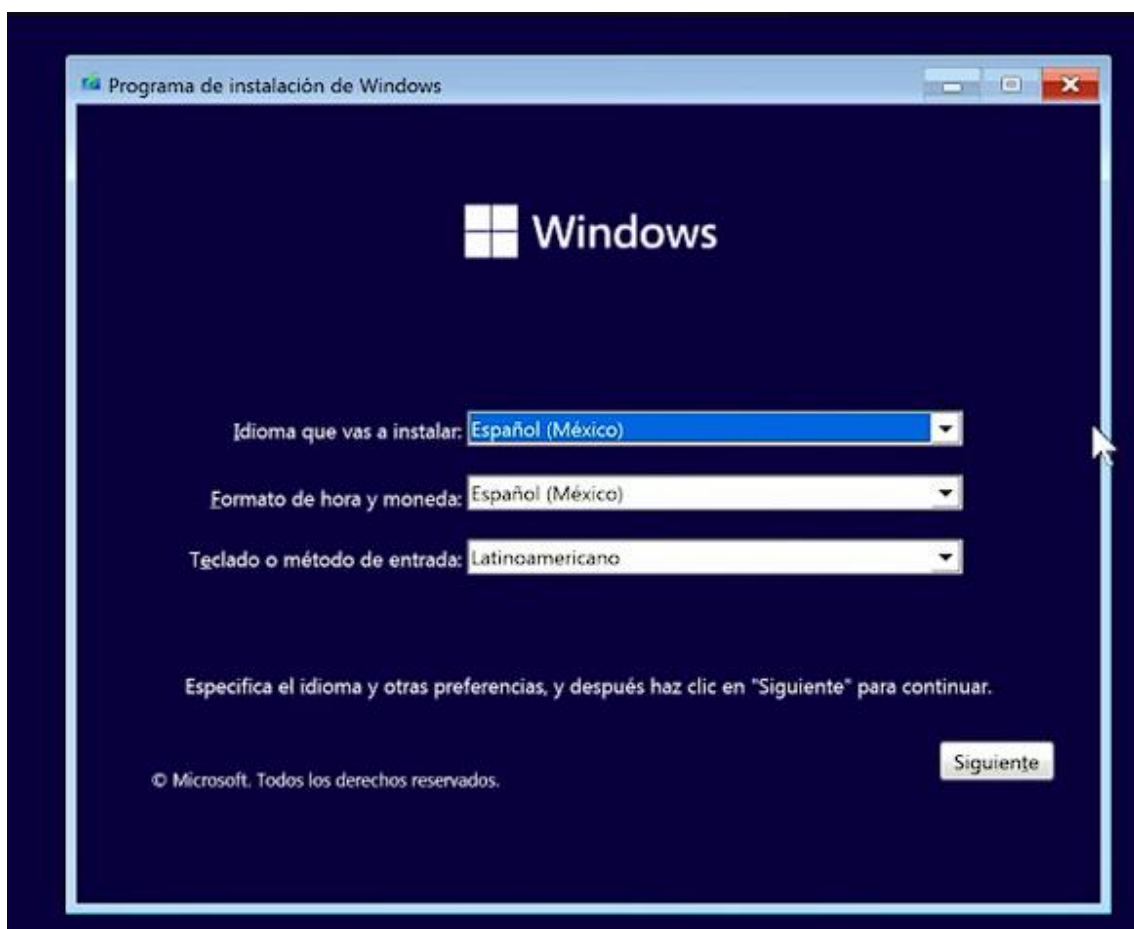 Programa de instalación de Windows
Windows
Idioma que vas a instalar: Español (México)
Formato de hora y moneda: Español (México)
Teclado o método de entrada: Latinoamericano
Especifica el idioma y otras preferencias, y después haz clic en "Siguiente" para continuar.
Siguiente
© Microsoft. Todos los derechos reservados.